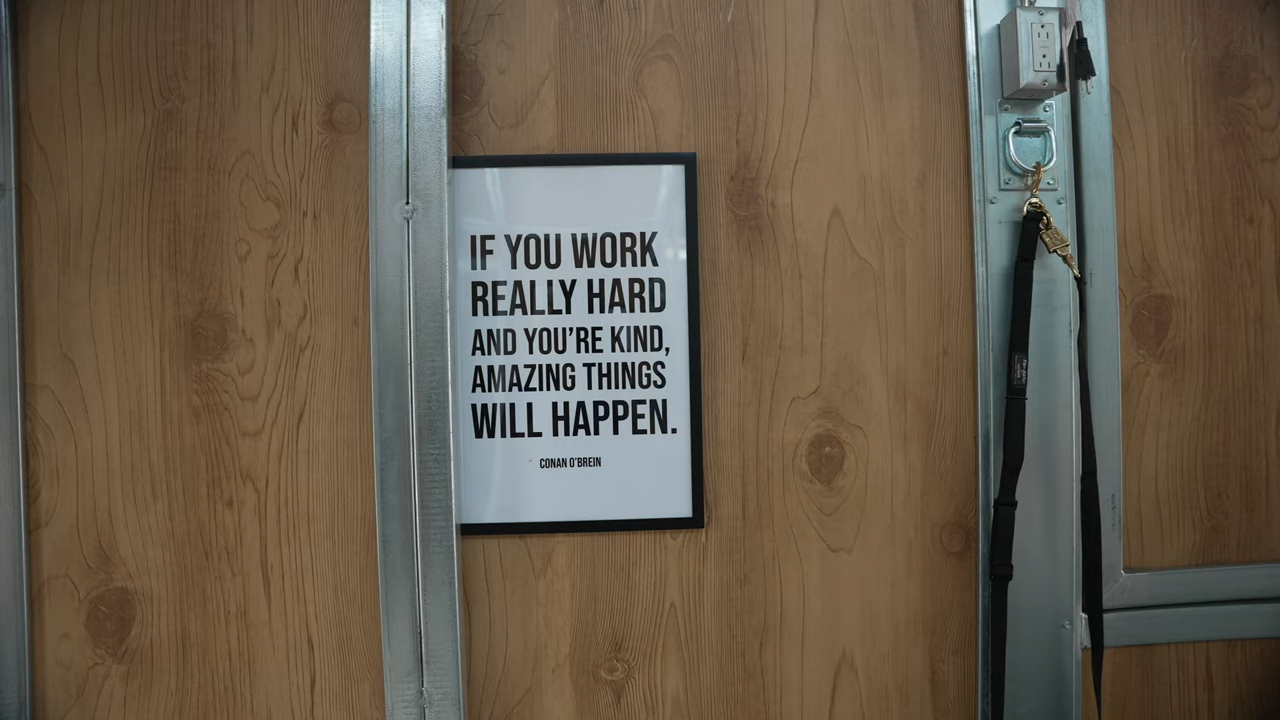 IF YOU WORK
REALLY HARD
AND YOU'RE KIND,
AMAZING THINGS
WILL HAPPEN.
CONAN O'BREIN